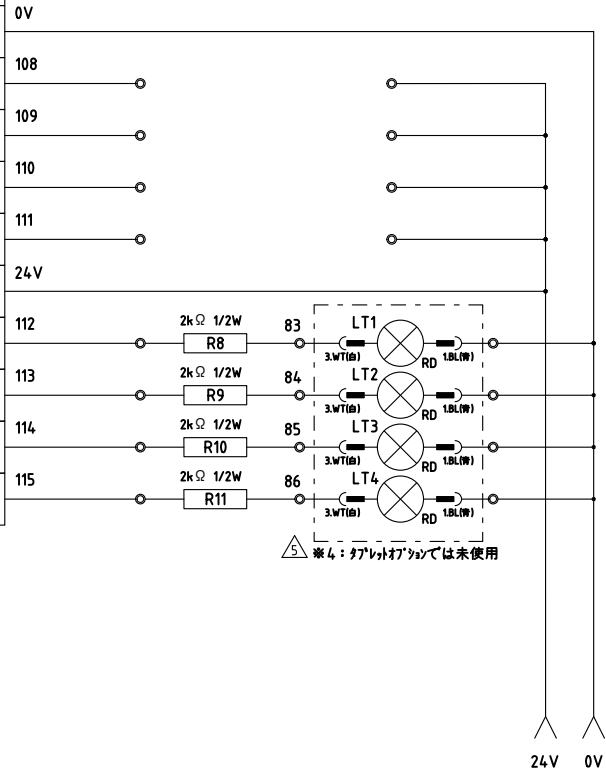 0V
108
109
110
111
24V
112
2kΩ 1/2W
R8
83
LT1
3.WT(白)
RD
1.BL(青)
113
2kΩ 1/2W
R9
84
LT2
3.WT(白)
RD
1.BL(青)
114
2kΩ 1/2W
R10
85
LT3
3.WT(白)
RD
1.BL(青)
115
2kΩ 1/2W
R11
86
LT4
3.WT(白)
RD
1.BL(青)
5 ※4：ﾀﾌﾞﾚｯﾄｵﾌﾟｼｮﾝでは未使用
24V 0V